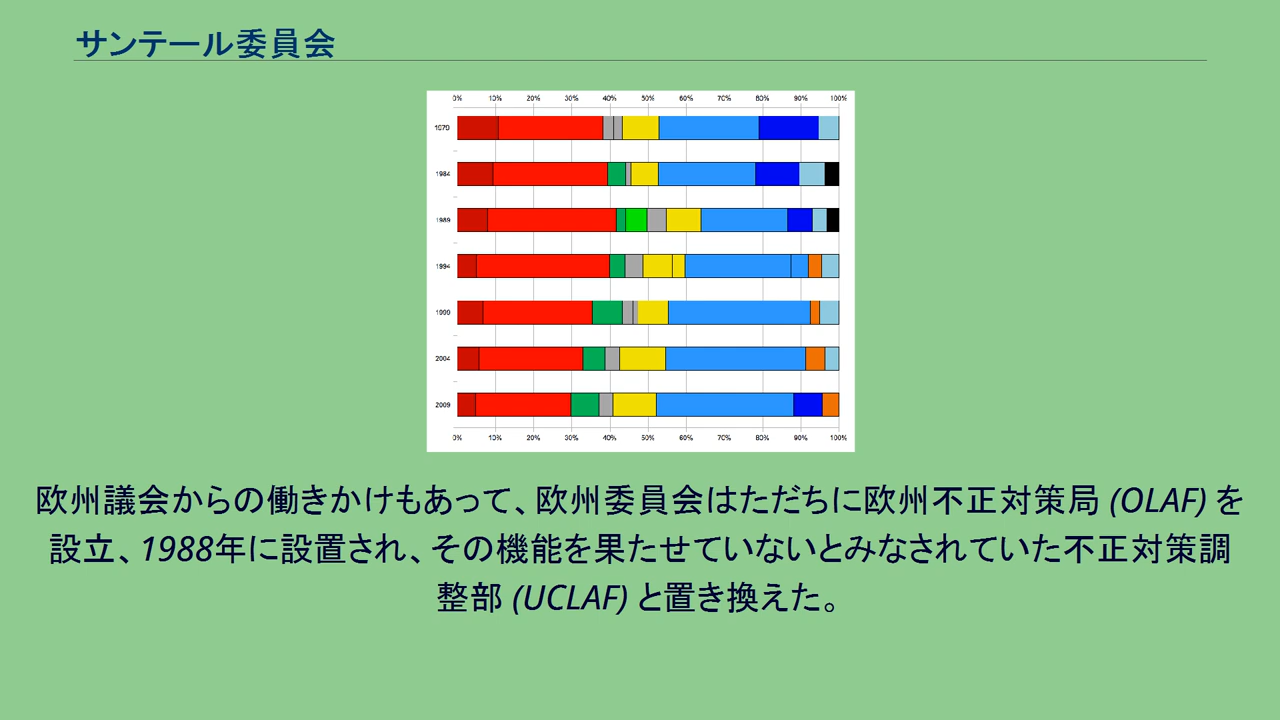 サンテール委員会
0% 10% 20% 30% 40% 50% 60% 70% 80% 90% 100%
1979
1984
1989
1994
1999
2004
2009
0% 10% 20% 30% 40% 50% 60% 70% 80% 90% 100%
欧州議会からの働きかけもあって、欧州委員会はただちに欧州不正対策局 (OLAF) を
設立、1988年に設置され、その機能を果たせていないとみなされていた不正対策調
整部 (UCLAF) と置き換えた。